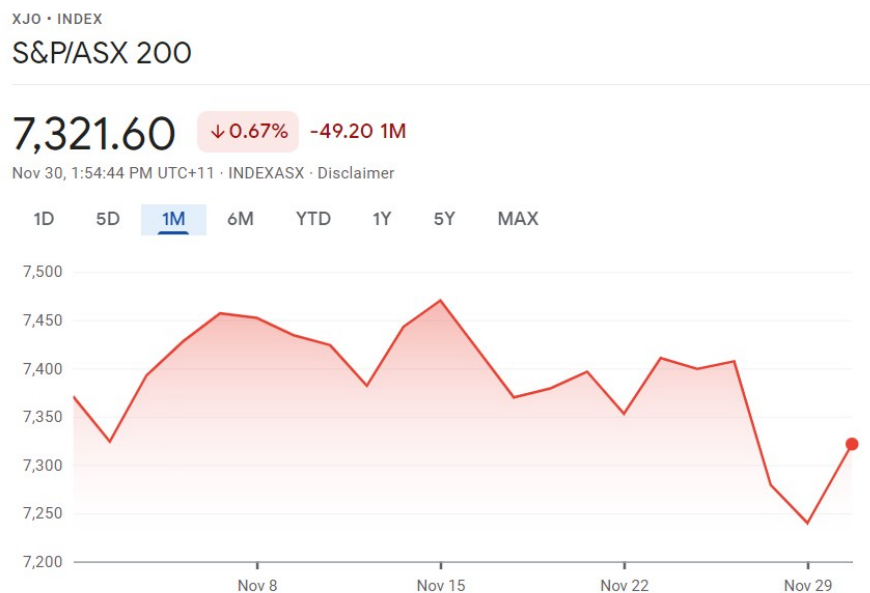 XJO • INDEX
S&P/ASX 200
7,321.60 ↓0.67% -49.20 1M
Nov 30, 1:54:44 PM UTC+11 · INDEXASX · Disclaimer
1D 5D 1M 6M YTD 1Y 5Y MAX
7,500
7,450
7,400
7,350
7,300
7,250
7,200
Nov 8 Nov 15 Nov 22 Nov 29